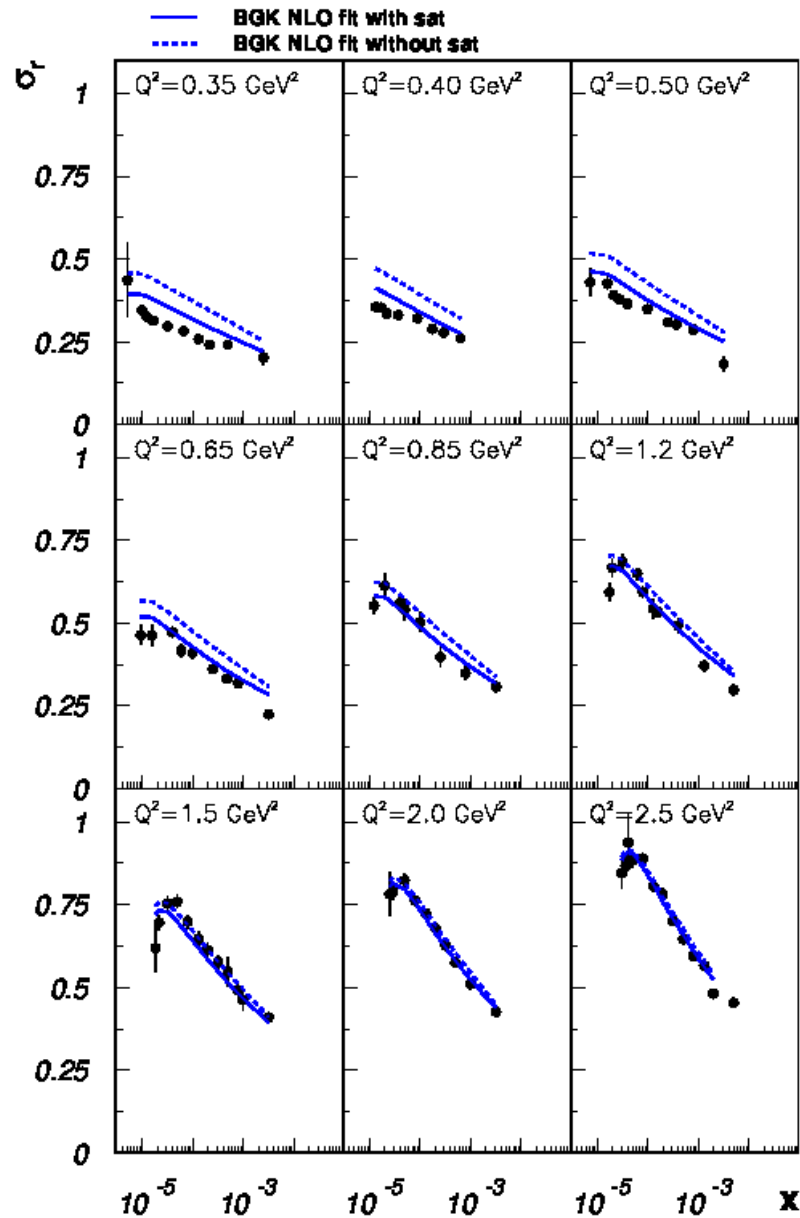 BGK NLO fit with sat
BGK NLO fit without sat
σr
Q²=0.35 GeV²
Q²=0.40 GeV²
Q²=0.50 GeV²
1
0.75
0.5
0.25
0
Q²=0.65 GeV²
Q²=0.85 GeV²
Q²=1.2 GeV²
1
0.75
0.5
0.25
0
Q²=1.5 GeV²
Q²=2.0 GeV²
Q²=2.5 GeV²
1
0.75
0.5
0.25
0
10⁻⁵ 10⁻³ 10⁻⁵ 10⁻³ 10⁻⁵ 10⁻³ x